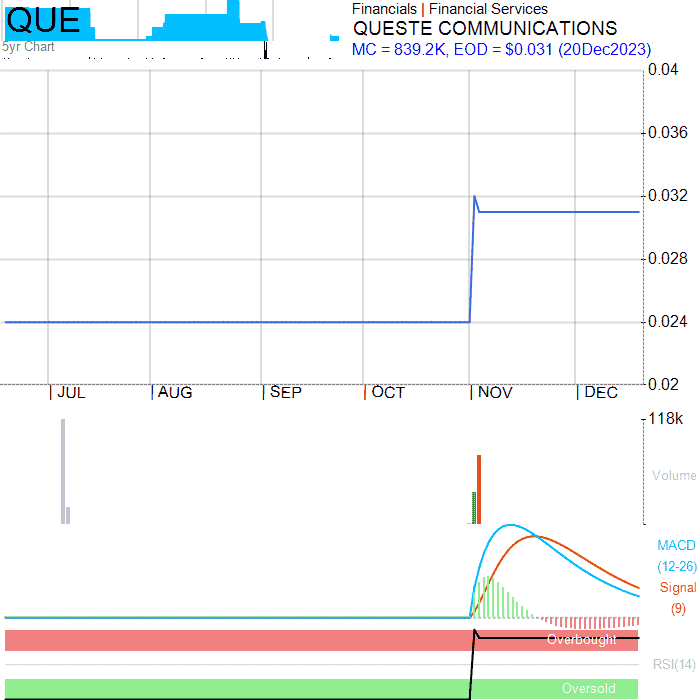 QUE
5yr Chart
Financials | Financial Services
QUESTE COMMUNICATIONS
MC = 839.2K, EOD = $0.031 (20Dec2023)
0.04
0.036
0.032
0.028
0.024
0.02
JUL AUG SEP OCT NOV DEC
118k
Volume
MACD
(12-26)
Signal
(9)
Overbought
RSI(14)
Oversold